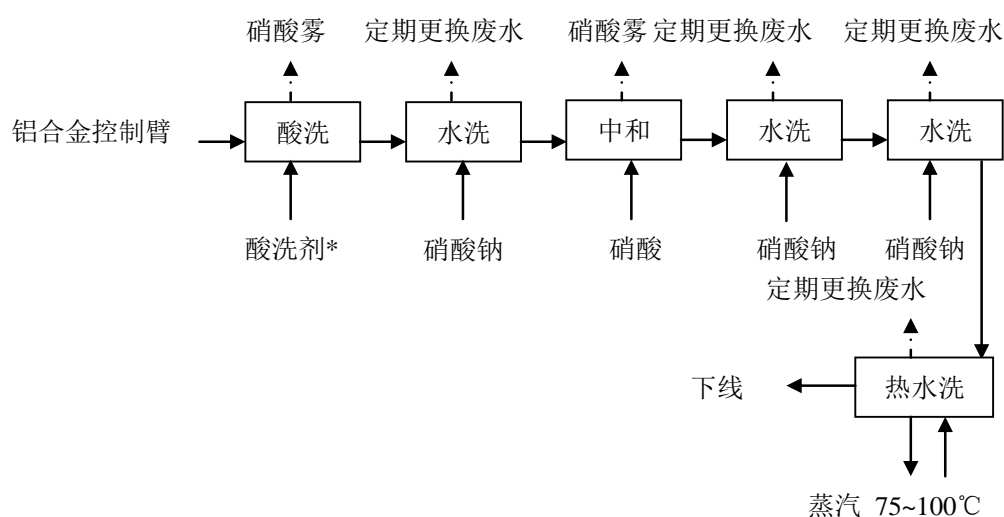 硝酸雾 定期更换废水 硝酸雾 定期更换废水 定期更换废水
铝合金控制臂 酸洗 水洗 中和 水洗 水洗
酸洗剂* 硝酸钠 硝酸 硝酸钠 硝酸钠
定期更换废水
下线 热水洗
蒸汽 75~100℃